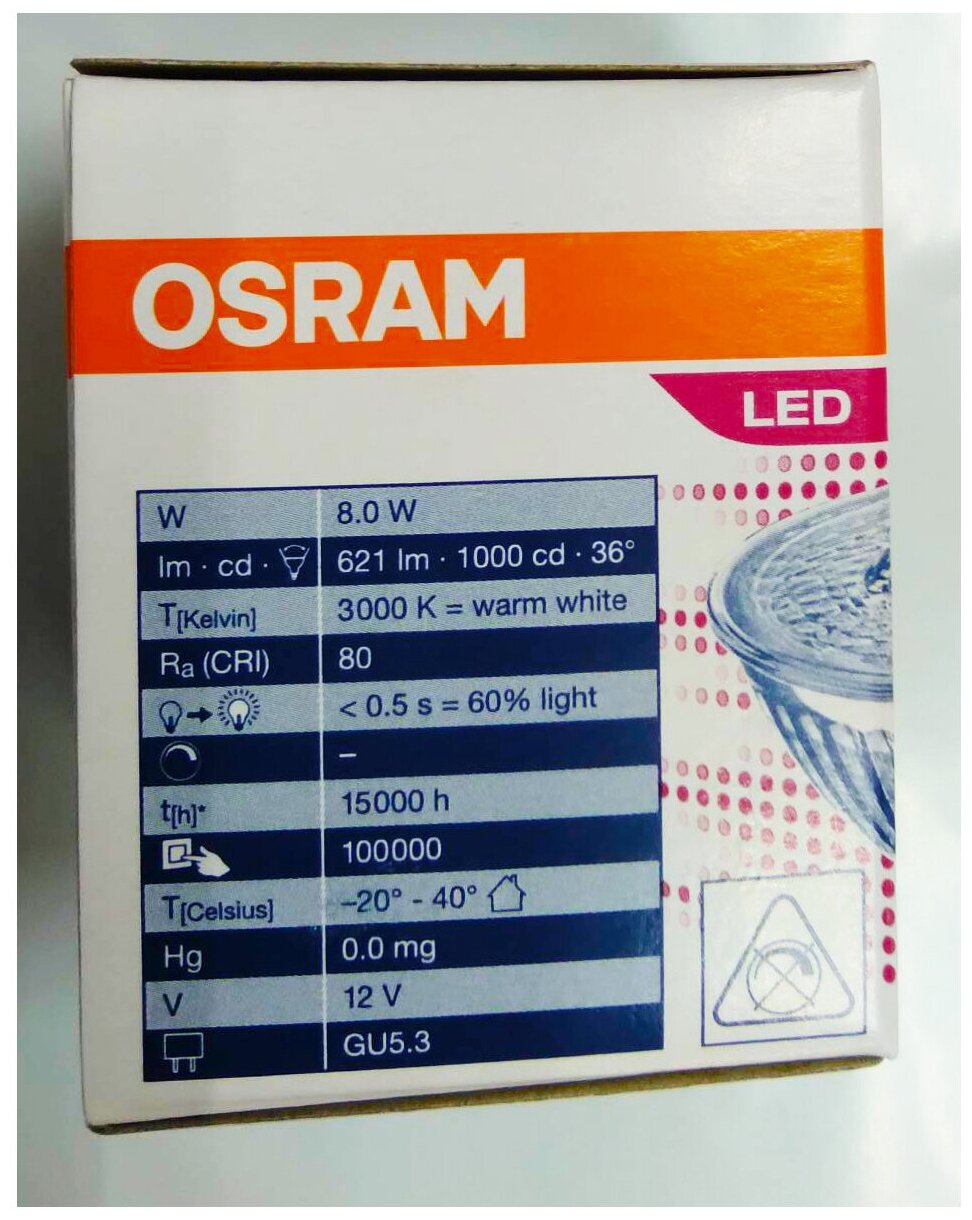 OSRAM
LED
W 8.0 W
lm · cd · 621 lm · 1000 cd · 36°
T[Kelvin] 3000 K = warm white
Ra (CRI) 80
< 0.5 s = 60% light
–
t[h]* 15000 h
100000
T[Celsius] –20° - 40°
Hg 0.0 mg
V 12 V
GU5.3